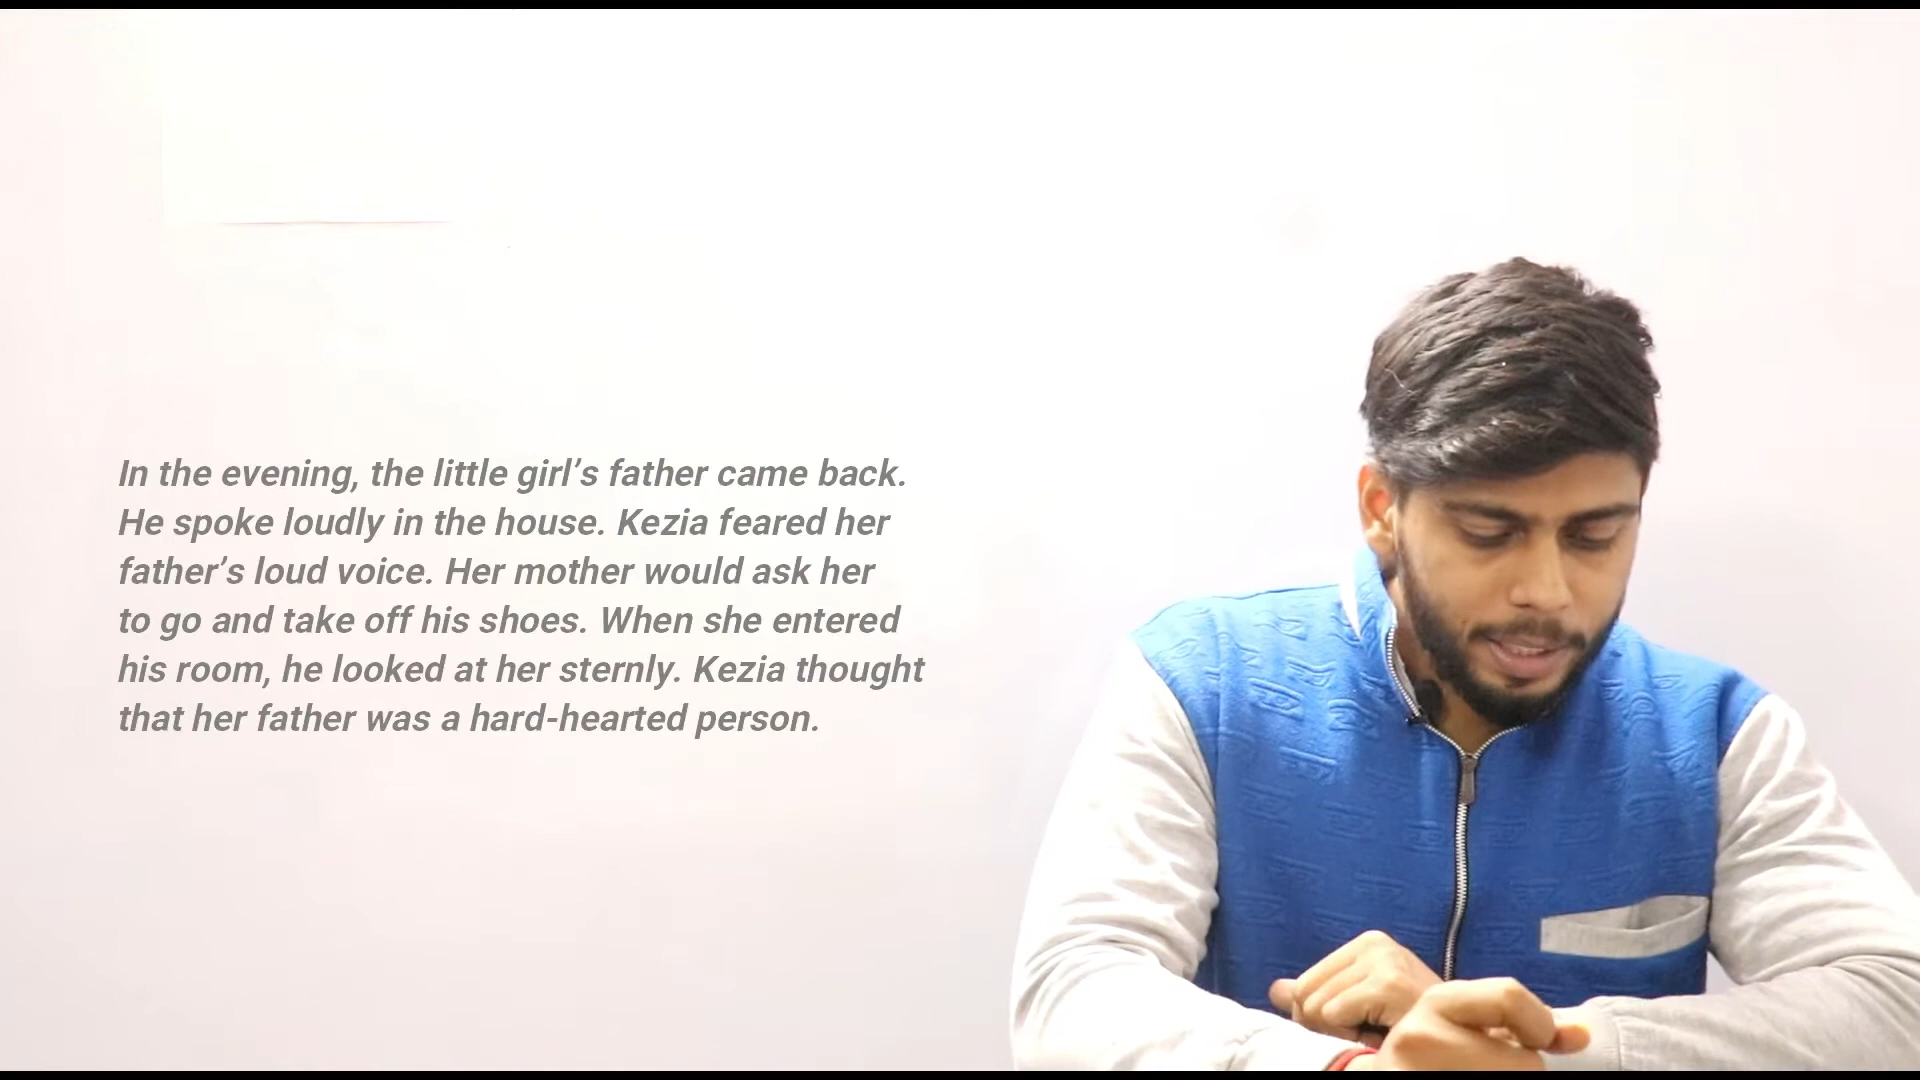 In the evening, the little girl’s father came back.
He spoke loudly in the house. Kezia feared her
father’s loud voice. Her mother would ask her
to go and take off his shoes. When she entered
his room, he looked at her sternly. Kezia thought
that her father was a hard-hearted person.